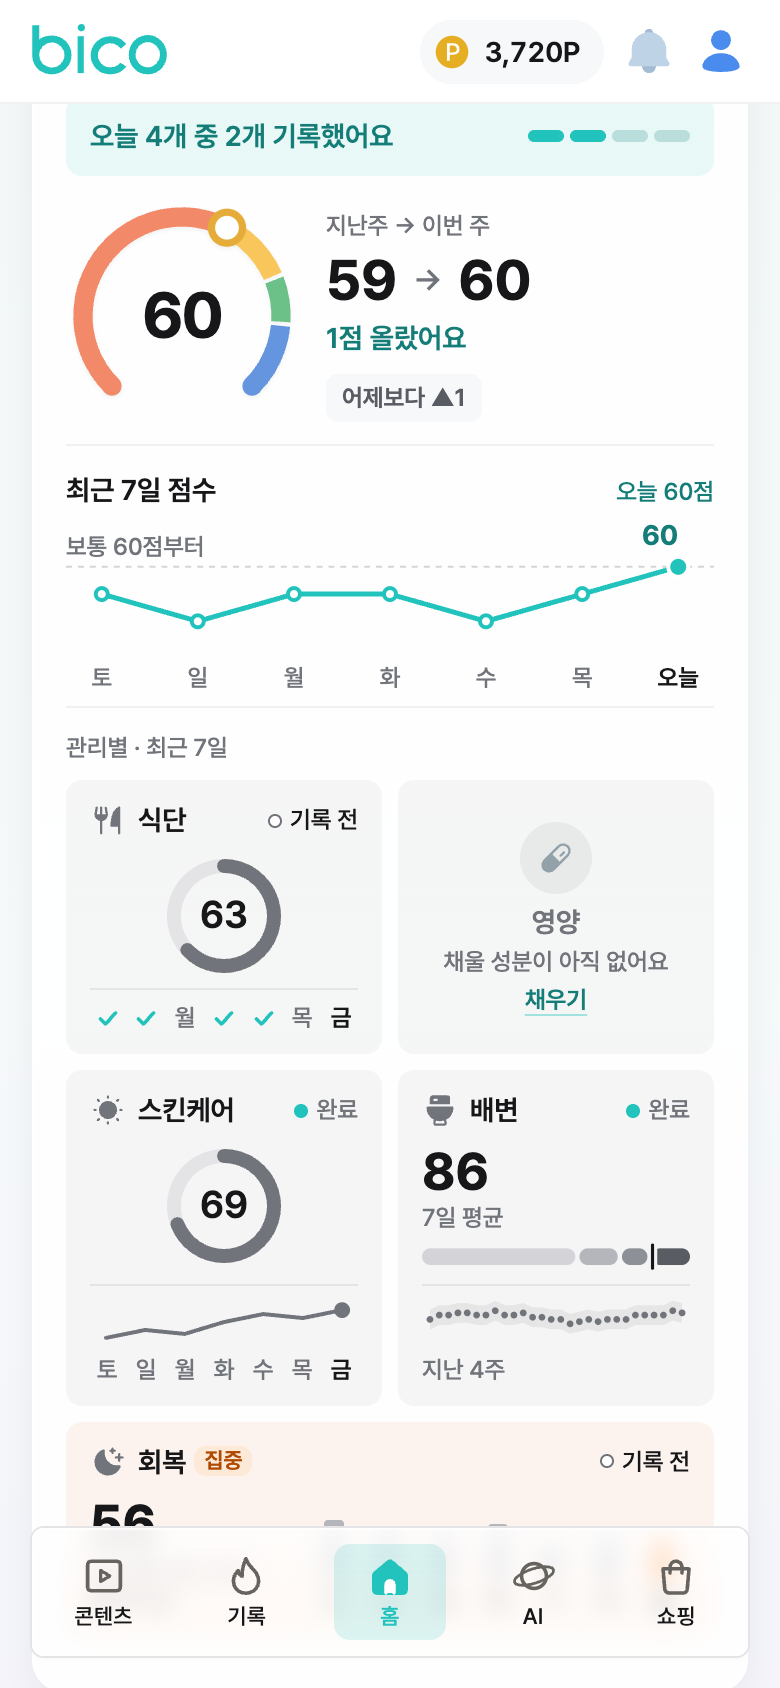 bico
P 3,720P
오늘 4개 중 2개 기록했어요
60
지난주 → 이번 주
59 → 60
1점 올랐어요
어제보다 ▲1
최근 7일 점수
오늘 60점
보통 60점부터
60
토 일 월 화 수 목 오늘
관리별 · 최근 7일
식단
기록 전
63
월 목 금
영양
채울 성분이 아직 없어요
채우기
스킨케어
완료
69
토 일 월 화 수 목 금
배변
완료
86
7일 평균
지난 4주
회복 집중
기록 전
56
콘텐츠 기록 홈 AI 쇼핑